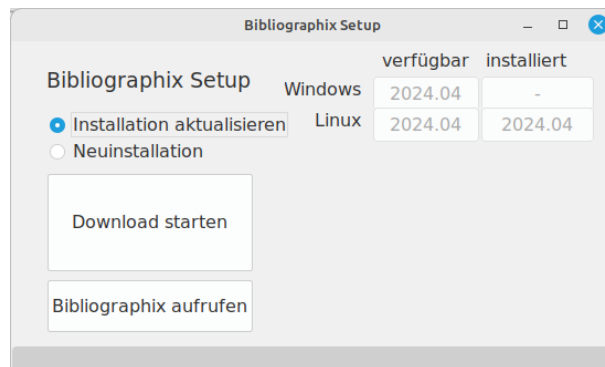 Bibliographix Setup
verfügbar installiert
Bibliographix Setup
Windows 2024.04 -
Linux 2024.04 2024.04
Installation aktualisieren
Neuinstallation
Download starten
Bibliographix aufrufen